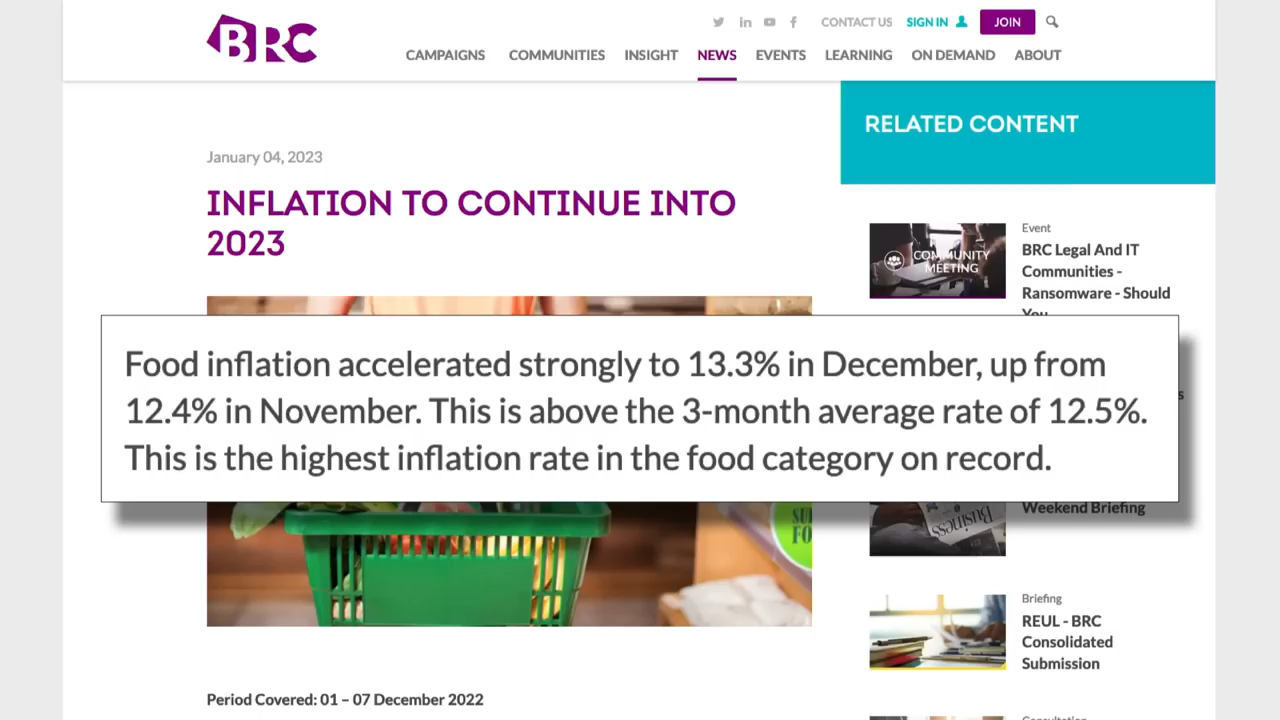 BRC
CONTACT US
SIGN IN
JOIN
CAMPAIGNS
COMMUNITIES
INSIGHT
NEWS
EVENTS
LEARNING
ON DEMAND
ABOUT
RELATED CONTENT
January 04, 2023
INFLATION TO CONTINUE INTO
2023
Event
BRC Legal And IT
Communities -
Ransomware - Should
You
COMMUNITY
MEETING
Food inflation accelerated strongly to 13.3% in December, up from
12.4% in November. This is above the 3-month average rate of 12.5%.
This is the highest inflation rate in the food category on record.
Weekend Briefing
Business
Briefing
REUL - BRC
Consolidated
Submission
Period Covered: 01 – 07 December 2022